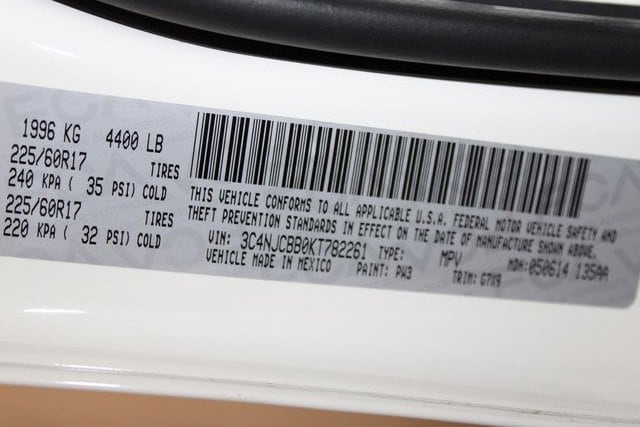 1996 KG 4400 LB
225/60R17 TIRES
240 KPA ( 35 PSI) COLD
225/60R17 TIRES
220 KPA ( 32 PSI) COLD
THIS VEHICLE CONFORMS TO ALL APPLICABLE U.S.A. FEDERAL MOTOR VEHICLE SAFETY AND
THEFT PREVENTION STANDARDS IN EFFECT ON THE DATE OF MANUFACTURE SHOWN ABOVE.
VIN: 3C4NJCBB0KT782261 TYPE: MPV MDH:050614 135AA
VEHICLE MADE IN MEXICO PAINT: PW3 TRIM: G7X9